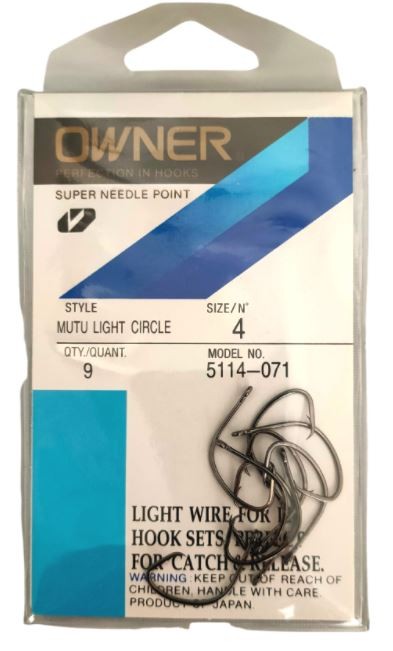 OWNER
PERFECTION IN HOOKS
SUPER NEEDLE POINT
STYLE SIZE/N°
MUTU LIGHT CIRCLE 4
QTY./QUANT. MODEL NO.
9 5114-071
LIGHT WIRE FOR
HOOK SETS,
FOR CATCH & RELEASE.
WARNING: KEEP OUT OF REACH OF
CHILDREN, HANDLE WITH CARE.
PRODUCT OF JAPAN.